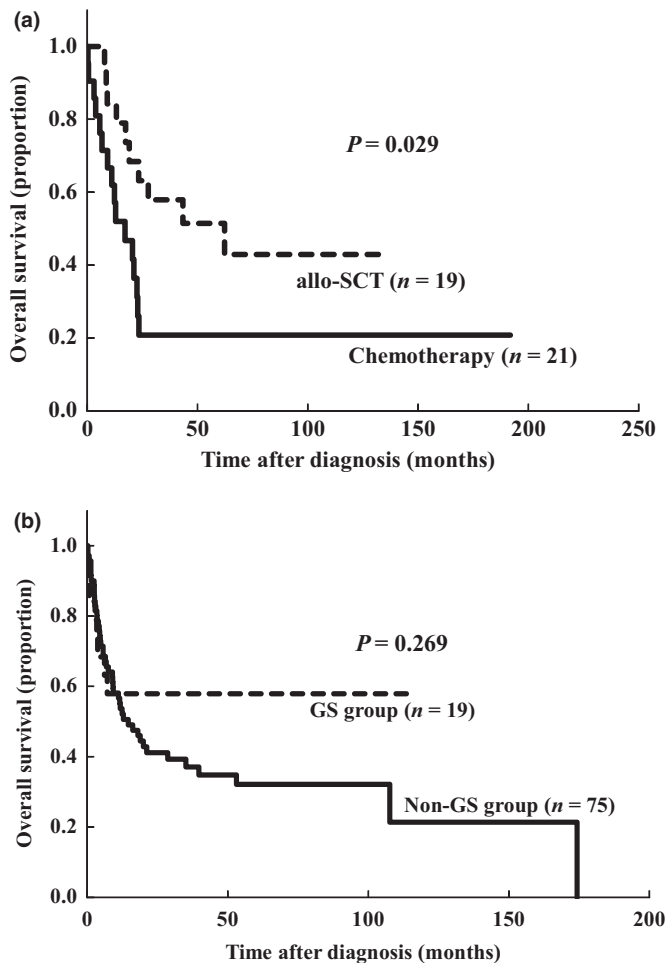 (a)
1.0
0.8
0.6
0.4
0.2
0.0
Overall survival (proportion)
P = 0.029
allo-SCT (n = 19)
Chemotherapy (n = 21)
0 50 100 150 200 250
Time after diagnosis (months)
(b)
1.0
0.8
0.6
0.4
0.2
0.0
Overall survival (proportion)
P = 0.269
GS group (n = 19)
Non-GS group (n = 75)
0 50 100 150 200
Time after diagnosis (months)